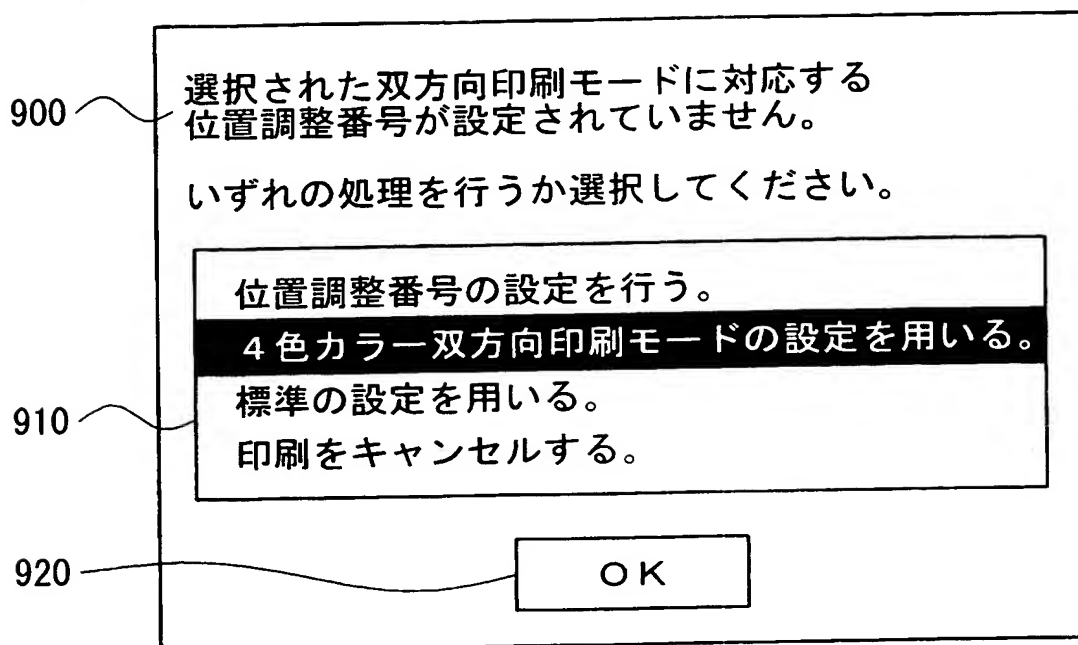 900
選択された双方向印刷モードに対応する
位置調整番号が設定されていません。
いずれの処理を行うか選択してください。
位置調整番号の設定を行う。
4色カラー双方向印刷モードの設定を用いる。
910
標準の設定を用いる。
印刷をキャンセルする。
920
OK